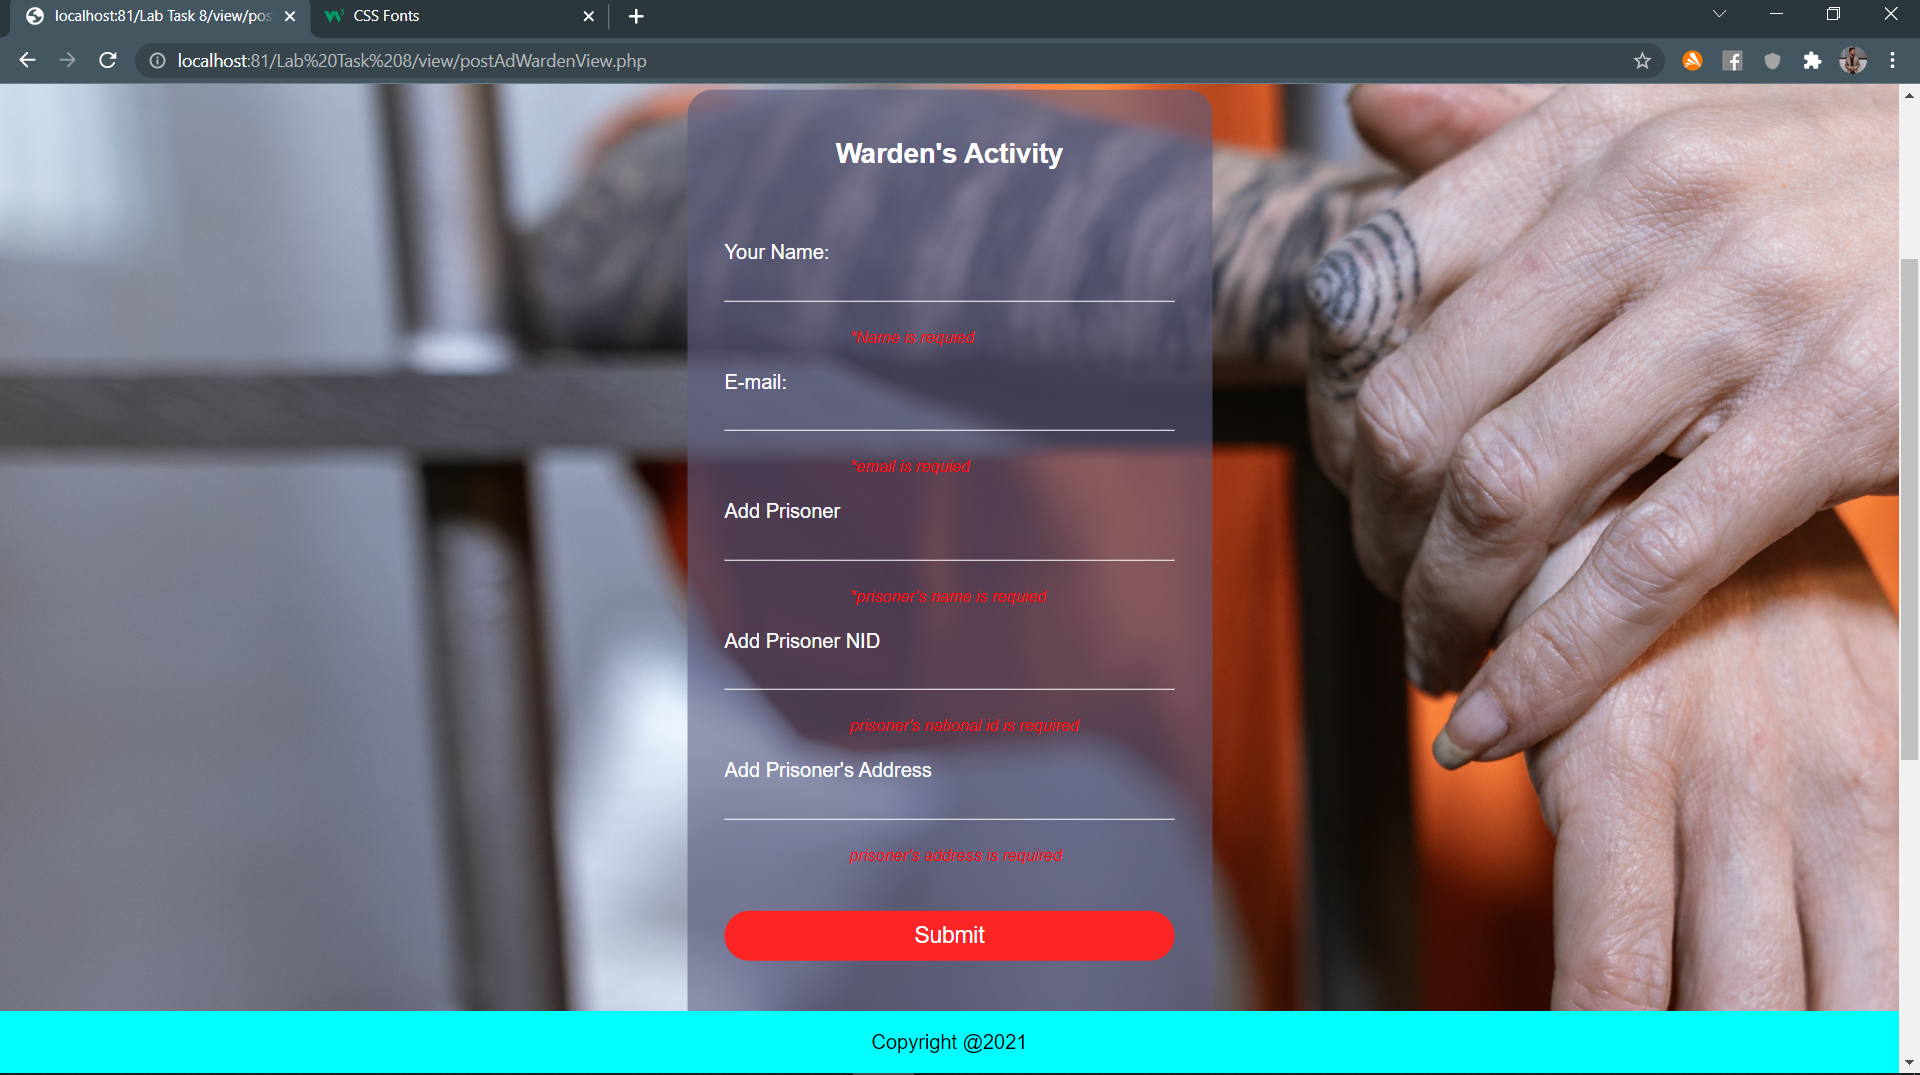 localhost:81/Lab Task 8/view/pos
CSS Fonts
localhost:81/Lab%20Task%208/view/postAdWardenView.php
Warden's Activity
Your Name:
*Name is requied
E-mail:
*email is requied
Add Prisoner
*prisoner's name is requied
Add Prisoner NID
prisoner's national id is required
Add Prisoner's Address
prisoner's address is required
Submit
Copyright @2021